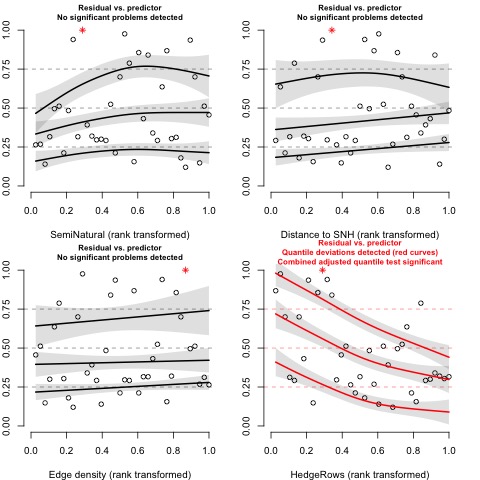 Residual vs. predictor
No significant problems detected
0.00 0.25 0.50 0.75 1.00
0.0 0.2 0.4 0.6 0.8 1.0
SemiNatural (rank transformed)
Residual vs. predictor
No significant problems detected
0.00 0.25 0.50 0.75 1.00
0.0 0.2 0.4 0.6 0.8 1.0
Distance to SNH (rank transformed)
Residual vs. predictor
No significant problems detected
0.00 0.25 0.50 0.75 1.00
0.0 0.2 0.4 0.6 0.8 1.0
Edge density (rank transformed)
Residual vs. predictor
Quantile deviations detected (red curves)
Combined adjusted quantile test significant
0.00 0.25 0.50 0.75 1.00
0.0 0.2 0.4 0.6 0.8 1.0
HedgeRows (rank transformed)